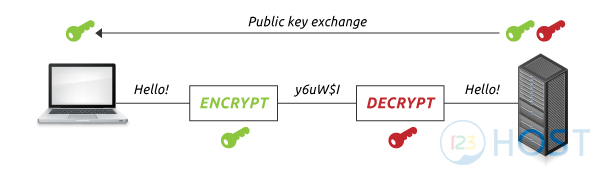 Public key exchange
Hello!
ENCRYPT
y6uW$I
DECRYPT
Hello!
123
HOST